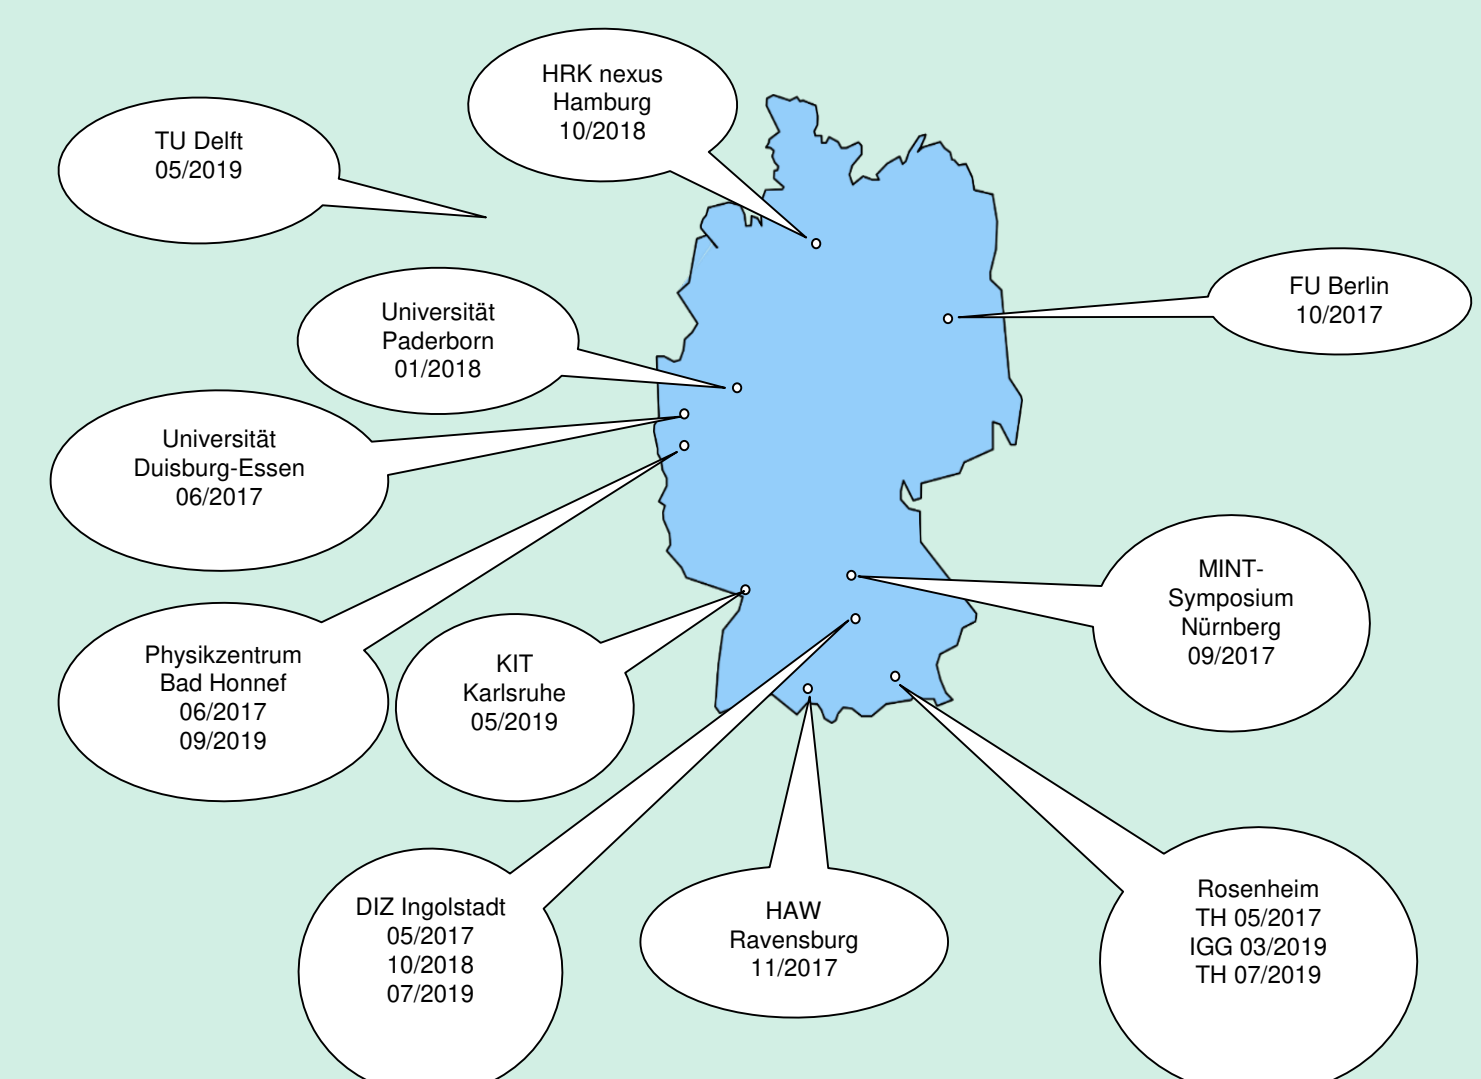 HRK nexus
Hamburg
10/2018
TU Delft
05/2019
FU Berlin
10/2017
Universität
Paderborn
01/2018
Universität
Duisburg-Essen
06/2017
MINT-
Symposium
Nürnberg
09/2017
Physikzentrum
Bad Honnef
06/2017
09/2019
KIT
Karlsruhe
05/2019
DIZ Ingolstadt
05/2017
10/2018
07/2019
HAW
Ravensburg
11/2017
Rosenheim
TH 05/2017
IGG 03/2019
TH 07/2019